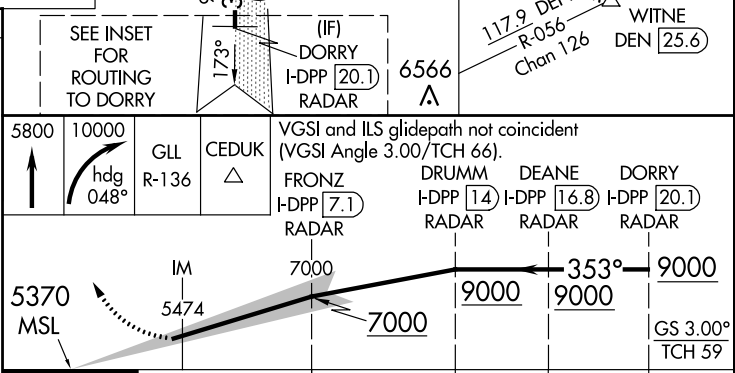 SEE INSET
FOR
ROUTING
TO DORRY
173°
(IF)
DORRY
I-DPP 20.1
RADAR
6566
117.9 DEN
R-056
Chan 126
WITNE
DEN 25.6
5800
10000
hdg
048°
GLL
R-136
CEDUK
VGSI and ILS glidepath not coincident
(VGSI Angle 3.00/TCH 66).
FRONZ
I-DPP 7.1
RADAR
DRUMM
I-DPP 14
RADAR
DEANE
I-DPP 16.8
RADAR
DORRY
I-DPP 20.1
RADAR
IM
5474
7000
353°
9000
9000
9000
5370
MSL
7000
GS 3.00°
TCH 59